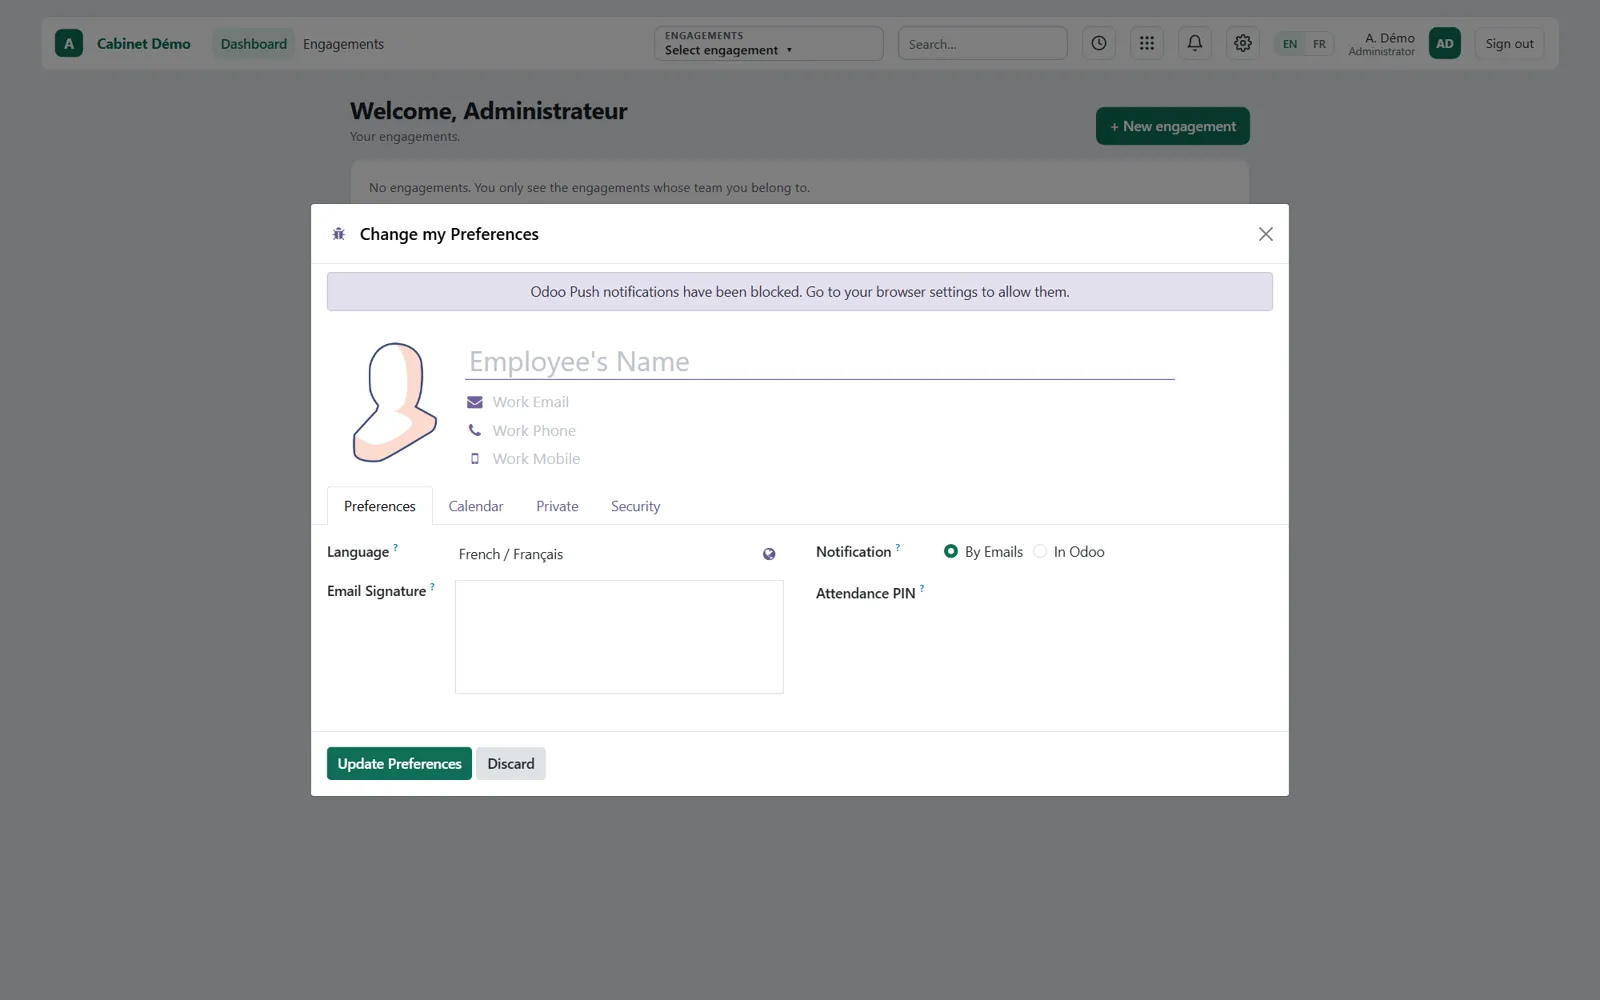 A Cabinet Démo Dashboard Engagements ENGAGEMENTS Search... EN FR A. Démo AD Sign out
Select engagement ▾ Administrator
Welcome, Administrateur
Your engagements.
+ New engagement
No engagements. You only see the engagements whose team you belong to.
Change my Preferences
Odoo Push notifications have been blocked. Go to your browser settings to allow them.
Employee's Name
Work Email
Work Phone
Work Mobile
Preferences Calendar Private Security
Language ? French / Français Notification ? By Emails In Odoo
Email Signature ? Attendance PIN ?
Update Preferences Discard